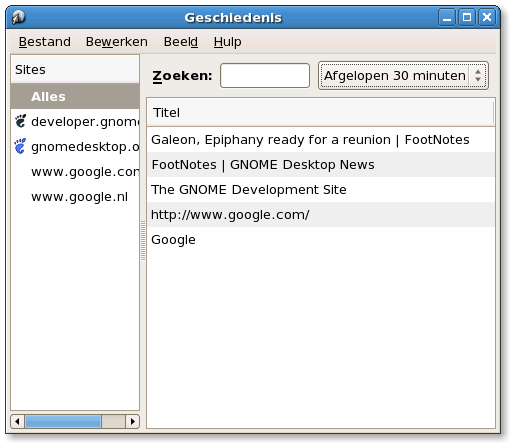 Geschiedenis
Bestand Bewerken Beeld Hulp
Sites
Alles
developer.gnome
gnomedesktop.o
www.google.com
www.google.nl
Zoeken:
Afgelopen 30 minuten
Titel
Galeon, Epiphany ready for a reunion | FootNotes
FootNotes | GNOME Desktop News
The GNOME Development Site
http://www.google.com/
Google